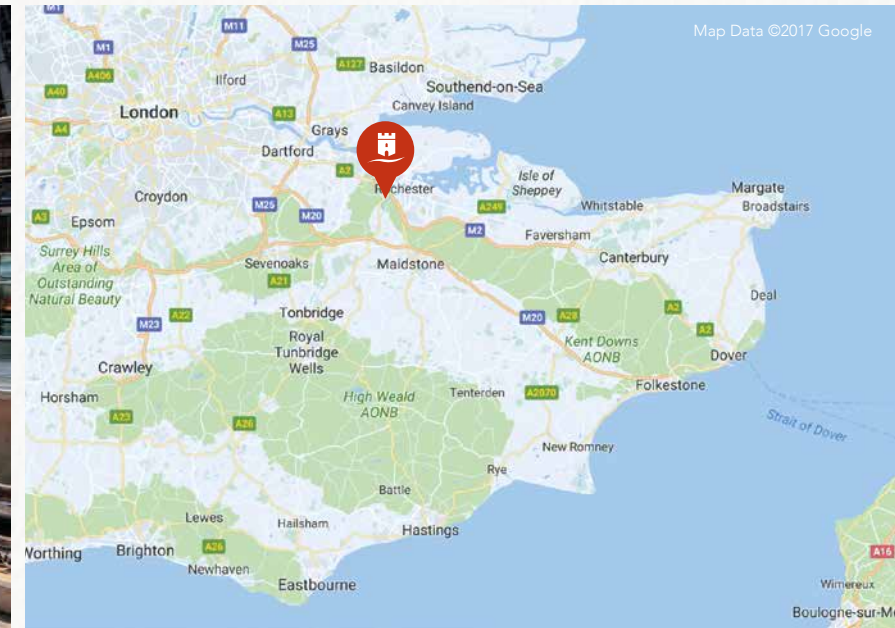 M1
M11
Map Data ©2017 Google
M1
M25
A127
Basildon
A406
Ilford
Southend-on-Sea
A40
Canvey Island
London
A13
A4
Grays
Dartford
A2
Isle of
Sheppey
Rochester
Margate
Croydon
M25
M20
A249
Whitstable
Broadstairs
A3
Epsom
M2
Faversham
Surrey Hills
Area of
Outstanding
Natural Beauty
Sevenoaks
Maidstone
Canterbury
A21
Deal
A22
Tonbridge
A2
M23
M20
A28
Royal
Tunbridge
Wells
A2
Kent Downs
AONB
Dover
Crawley
Folkestone
Horsham
High Weald
AONB
Tenterden
A2070
A23
A26
Strait of Dover
New Romney
Rye
Battle
Lewes
Hailsham
Hastings
Worthing
Brighton
A26
A16
Newhaven
Eastbourne
Wimereux
Boulogne-sur-M